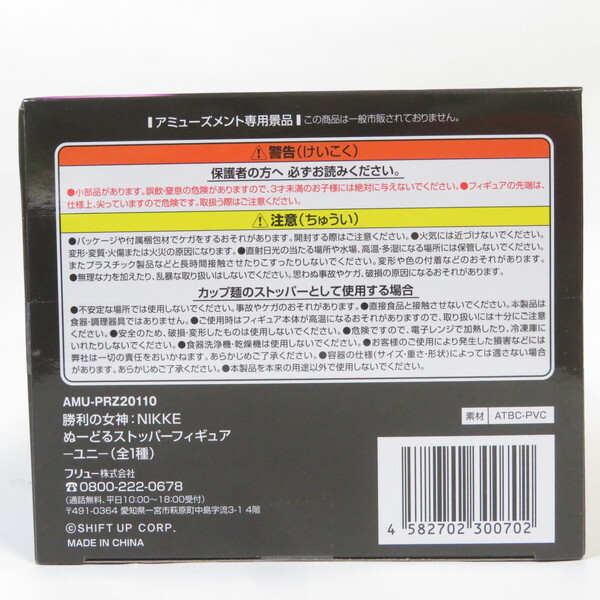 アミューズメント専用景品 この商品は一般市販されておりません。
警告(けいこく)
保護者の方へ 必ずお読みください。
●小部品があります。誤飲・窒息の危険がありますので、3才未満のお子様には絶対に与えないでください。●フィギュアの先端は、
仕様上、尖っていますので危険です。取扱う際はご注意ください。
注意(ちゅうい)
●パッケージや付属梱包材でケガをするおそれがあります。開封する際はご注意ください。●火気には近づけないでください。
変形・変質・火傷または火災の原因になります。●直射日光の当たる場所や水場、高温・多湿になる場所には保管しないでください。
またプラスチック製品などと長時間接触させたりこすったりしないでください。変形や色の付着などのおそれがあります。
●無理な力を加えたり、乱暴な取り扱いはしないでください。思わぬ事故やケガ、破損の原因になるおそれがあります。
カップ麺のストッパーとして使用する場合
●不安定な場所では使用しないでください。事故やケガのおそれがあります。●直接食品と接触させないでください。本製品は
食器・調理器具ではありません。●ご使用時はフィギュア本体が高温になるおそれがありますので、取り扱いには十分にご注意
ください。●安全のため、破損・変形したものは使用しないでください。●危険ですので、電子レンジで加熱したり、冷凍庫に
いれたりしないでください。●食器洗浄機・乾燥機は使用しないでください。●お客様のご使用により発生した損害などには
弊社は一切の責任をおいかねます。あらかじめご了承ください。●容器の仕様(サイズ・重さ・形状)によっては適さない場合
があります。あらかじめご了承ください。●本製品を本来の用途以外で使用しないでください。
AMU-PRZ20110
勝利の女神:NIKKE
ぬーどるストッパーフィギュア
–ユニ–(全1種)
フリュー株式会社
0800-222-0678
(通話無料、平日10:00〜18:00受付)
〒491-0364 愛知県一宮市萩原町中島字流3-1 4階
©SHIFT UP CORP.
MADE IN CHINA
素材 ATBC-PVC
4 582702 300702